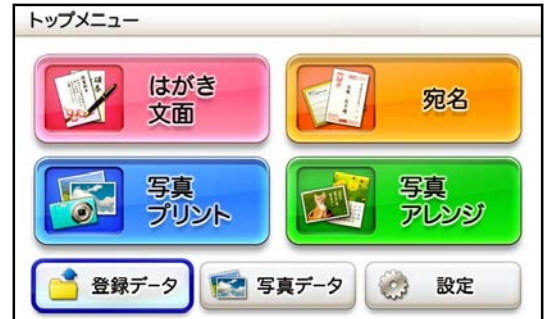 トップメニュー
はがき
文面
宛名
写真
プリント
写真
アレンジ
登録データ
写真データ
設定